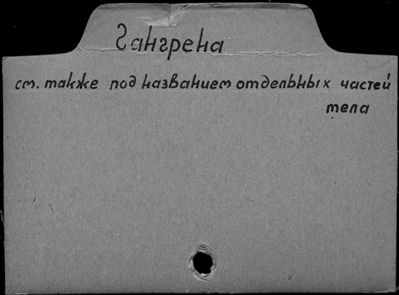 Гангрена
см. также под названием отдельных частей
тела